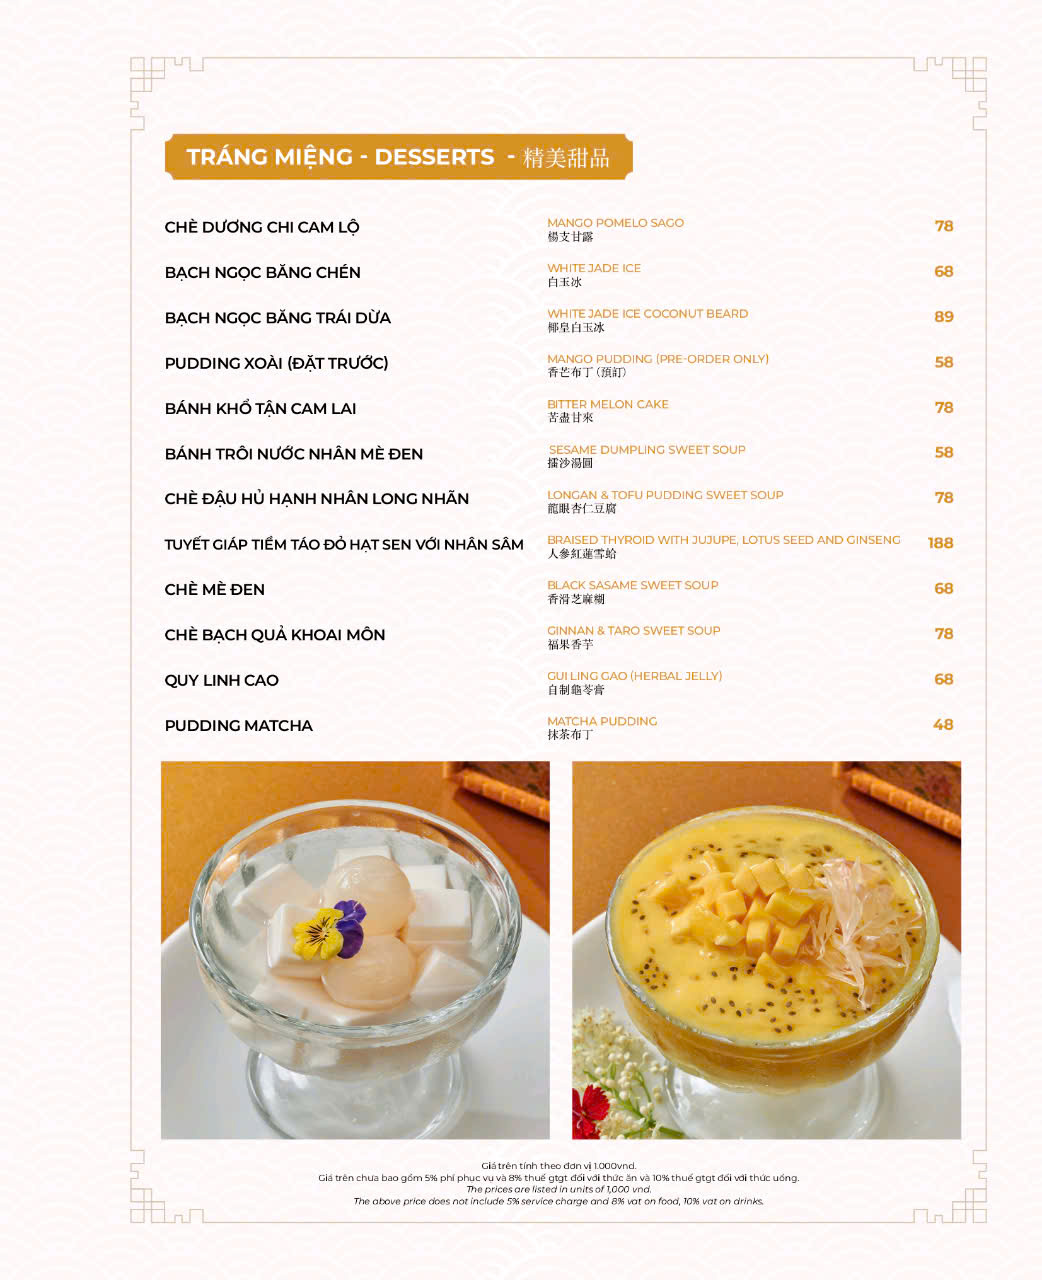 TRÁNG MIỆNG - DESSERTS - 精美甜品
CHÈ DƯƠNG CHI CAM LỘ
MANGO POMELO SAGO
楊支甘露
78
BẠCH NGỌC BĂNG CHÉN
WHITE JADE ICE
白玉冰
68
BẠCH NGỌC BĂNG TRÁI DỪA
WHITE JADE ICE COCONUT BEARD
椰皇白玉冰
89
PUDDING XOÀI (ĐẶT TRƯỚC)
MANGO PUDDING (PRE-ORDER ONLY)
香芒布丁（預訂）
58
BÁNH KHỔ TẬN CAM LAI
BITTER MELON CAKE
苦盡甘來
78
BÁNH TRÔI NƯỚC NHÂN MÈ ĐEN
SESAME DUMPLING SWEET SOUP
擂沙湯圓
58
CHÈ ĐẬU HỦ HẠNH NHÂN LONG NHÃN
LONGAN & TOFU PUDDING SWEET SOUP
龍眼杏仁豆腐
78
TUYẾT GIÁP TIỀM TÁO ĐỎ HẠT SEN VỚI NHÂN SÂM
BRAISED THYROID WITH JUJUPE, LOTUS SEED AND GINSENG
人參紅蓮雪蛤
188
CHÈ MÈ ĐEN
BLACK SASAME SWEET SOUP
香滑芝麻糊
68
CHÈ BẠCH QUẢ KHOAI MÔN
GINNAN & TARO SWEET SOUP
福果香芋
78
QUY LINH CAO
GUI LING GAO (HERBAL JELLY)
自制龜苓膏
68
PUDDING MATCHA
MATCHA PUDDING
抹茶布丁
48
Giá trên tính theo đơn vị 1.000vnd.
Giá trên chưa bao gồm 5% phí phục vụ và 8% thuế gtgt đối với thức ăn và 10% thuế gtgt đối với thức uống.
The prices are listed in units of 1,000 vnd.
The above price does not include 5% service charge and 8% vat on food, 10% vat on drinks.